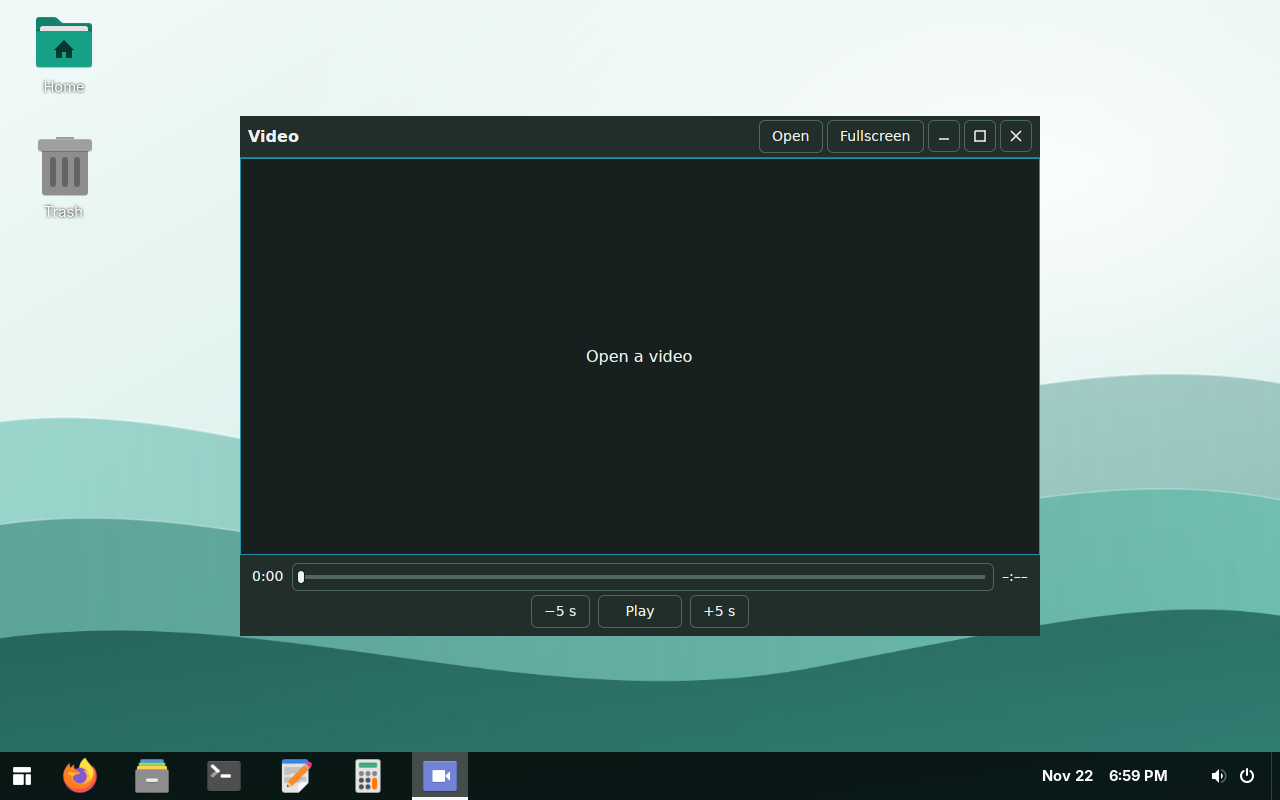 Home
Trash
Video
Open
Fullscreen
Open a video
0:00
–:––
−5 s
Play
+5 s
Nov 22
6:59 PM